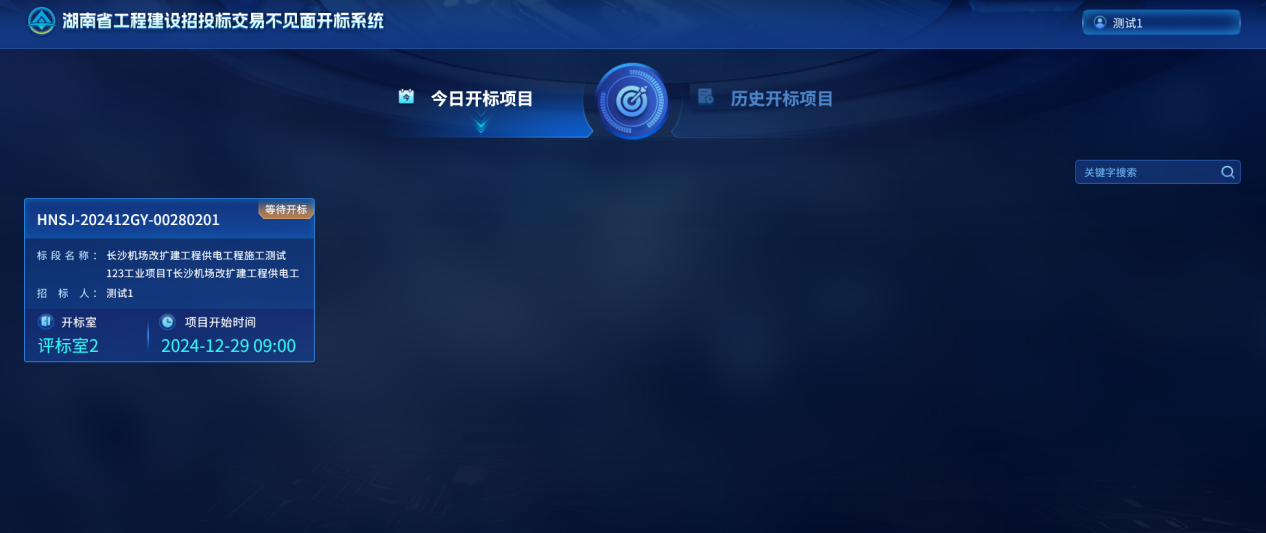 湖南省工程建设招投标交易不见面开标系统
测试1
今日开标项目
历史开标项目
关键字搜索
HNSJ-202412GY-00280201
等待开标
标段名称： 长沙机场改扩建工程供电工程施工测试
123工业项目T长沙机场改扩建工程供电工
招标人： 测试1
开标室
项目开始时间
评标室2
2024-12-29 09:00